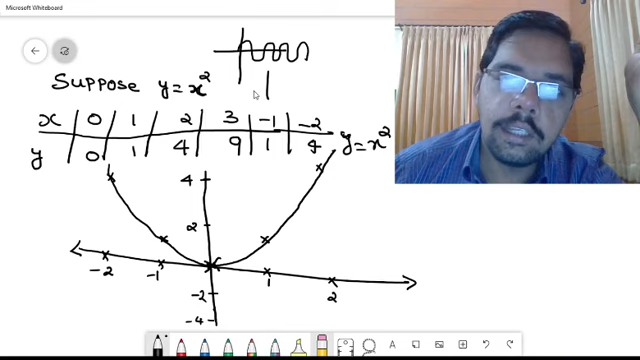 Microsoft Whiteboard
Suppose y=x²
x 0 1 2 3 -1 -2
y 0 1 4 9 1 4
y=x²
4
2
-2 -1 1 2
-2
-4